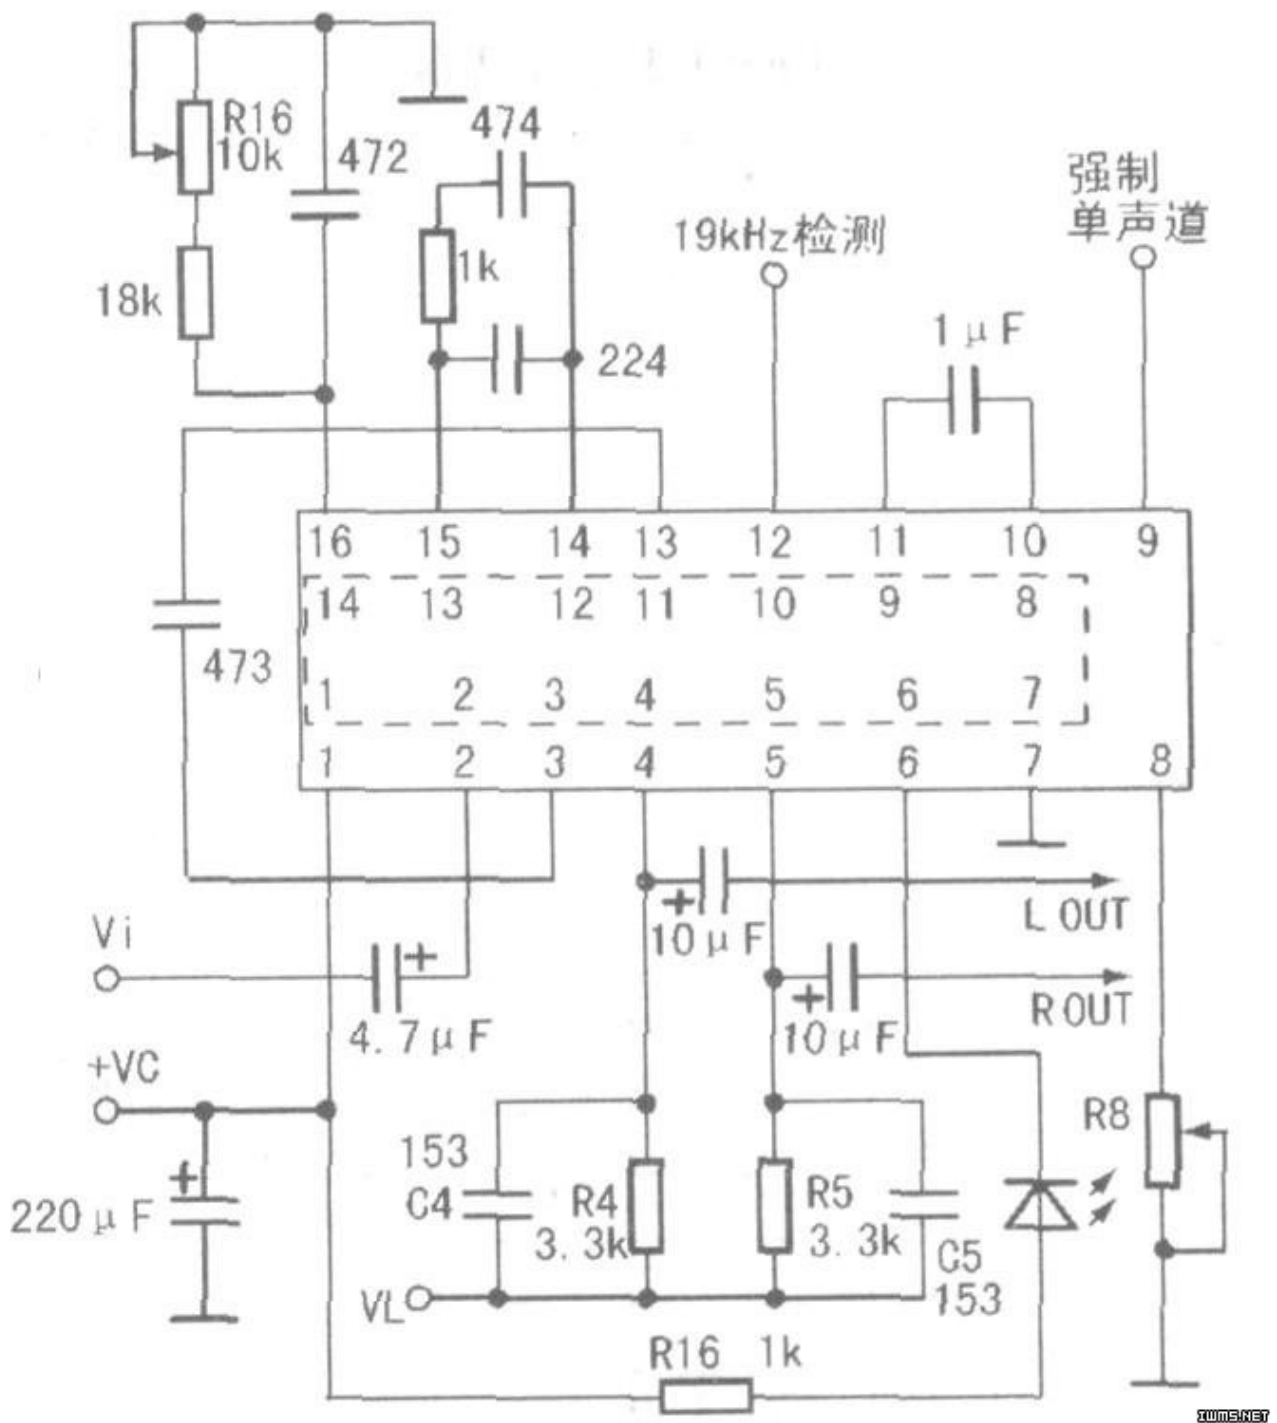 R16
10k
472
474
18k
1k
224
19kHz检测
强制
单声道
1μF
16 15 14 13 12 11 10 9
14 13 12 11 10 9 8
473
1 2 3 4 5 6 7
1 2 3 4 5 6 7 8
+
L OUT
10μF
Vi
+
4.7μF
+
R OUT
10μF
+VC
+
220μF
153
C4
R4
3.3k
R5
3.3k
C5
153
R8
VL
R16 1k
IWMS.NET